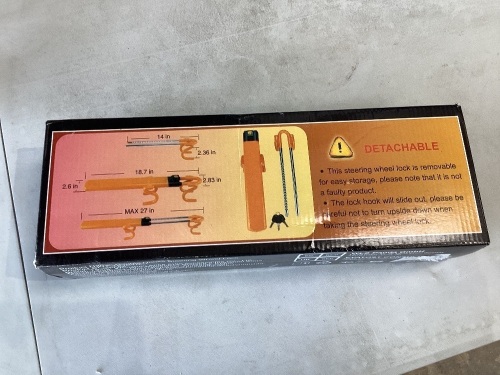 14 in
2.36 in
18.7 in
2.6 in
2.83 in
MAX 27 in
DETACHABLE
• This steering wheel lock is removable
for easy storage, please note that it is not
a faulty product.
• The lock hook will slide out, please be
careful not to turn upside down when
taking the steering wheel lock.